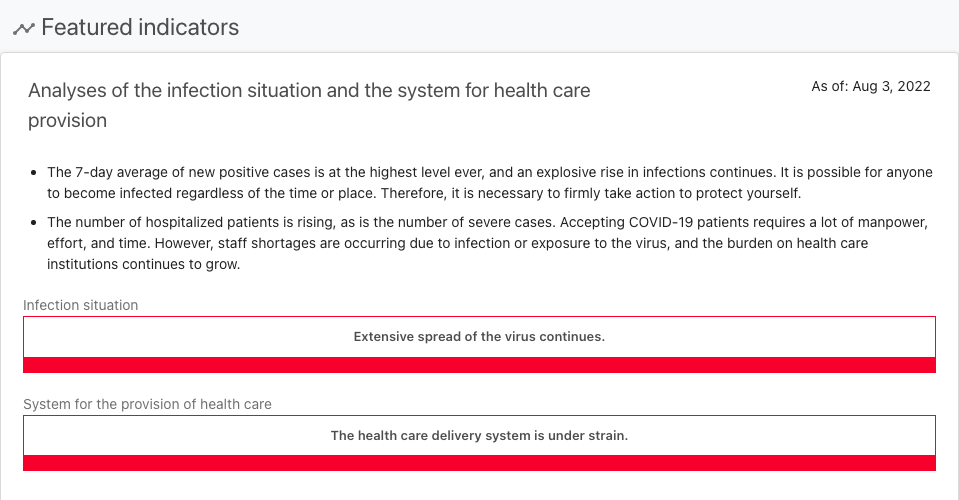 Featured indicators
Analyses of the infection situation and the system for health care
provision
As of: Aug 3, 2022
The 7-day average of new positive cases is at the highest level ever, and an explosive rise in infections continues. It is possible for anyone
to become infected regardless of the time or place. Therefore, it is necessary to firmly take action to protect yourself.
The number of hospitalized patients is rising, as is the number of severe cases. Accepting COVID-19 patients requires a lot of manpower,
effort, and time. However, staff shortages are occurring due to infection or exposure to the virus, and the burden on health care
institutions continues to grow.
Infection situation
Extensive spread of the virus continues.
System for the provision of health care
The health care delivery system is under strain.